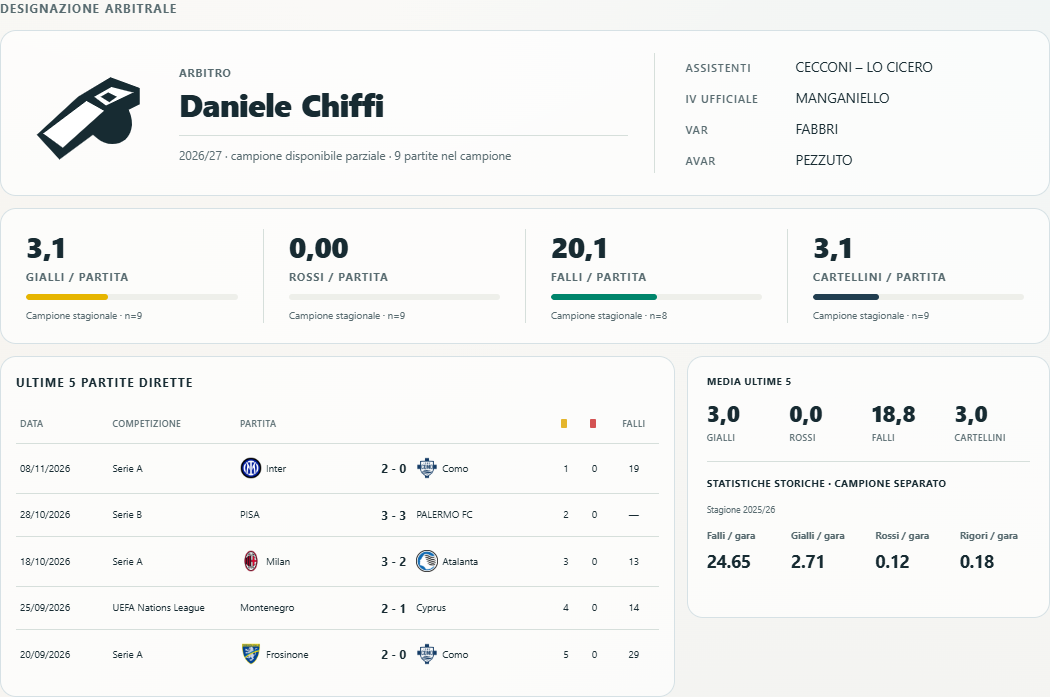 DESIGNAZIONE ARBITRALE
ARBITRO
Daniele Chiffi
2026/27 · campione disponibile parziale · 9 partite nel campione
ASSISTENTI CECCONI – LO CICERO
IV UFFICIALE MANGANIELLO
VAR FABBRI
AVAR PEZZUTO
3,1
GIALLI / PARTITA
Campione stagionale · n=9
0,00
ROSSI / PARTITA
Campione stagionale · n=9
20,1
FALLI / PARTITA
Campione stagionale · n=8
3,1
CARTELLINI / PARTITA
Campione stagionale · n=9
ULTIME 5 PARTITE DIRETTE
DATA COMPETIZIONE PARTITA FALLI
08/11/2026 Serie A Inter 2 - 0 Como 1 0 19
28/10/2026 Serie B PISA 3 - 3 PALERMO FC 2 0 —
18/10/2026 Serie A Milan 3 - 2 Atalanta 3 0 13
25/09/2026 UEFA Nations League Montenegro 2 - 1 Cyprus 4 0 14
20/09/2026 Serie A Frosinone 2 - 0 Como 5 0 29
MEDIA ULTIME 5
3,0 0,0 18,8 3,0
GIALLI ROSSI FALLI CARTELLINI
STATISTICHE STORICHE · CAMPIONE SEPARATO
Stagione 2025/26
Falli / gara Gialli / gara Rossi / gara Rigori / gara
24.65 2.71 0.12 0.18